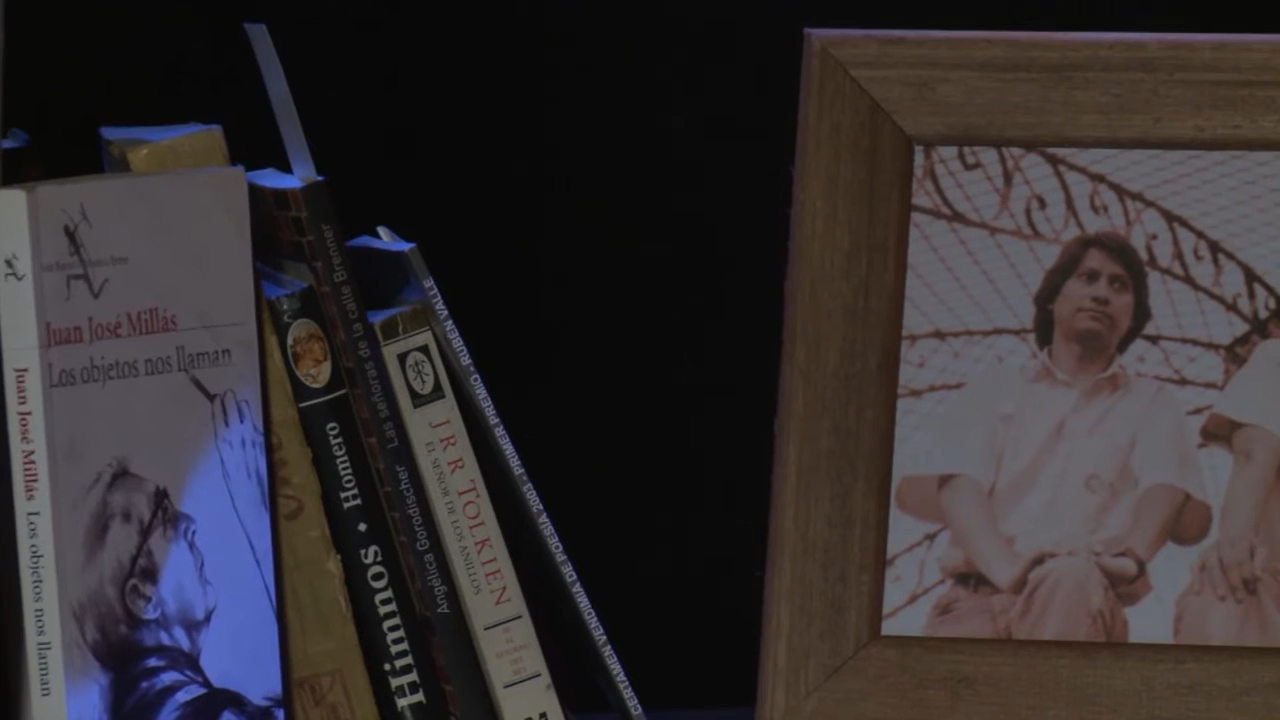 Juan José Millás
Los objetos nos llaman
Juan José Millás Los objetos nos llaman
Homero
Himnos
Las señoras de la calle Brenner
Angélica Gorodischer
J R R TOLKIEN
EL SEÑOR DE LOS ANILLOS
CERTAMEN VENDIMIA DE POESÍA 2003 - PRIMER PREMIO - RUBEN VALLE